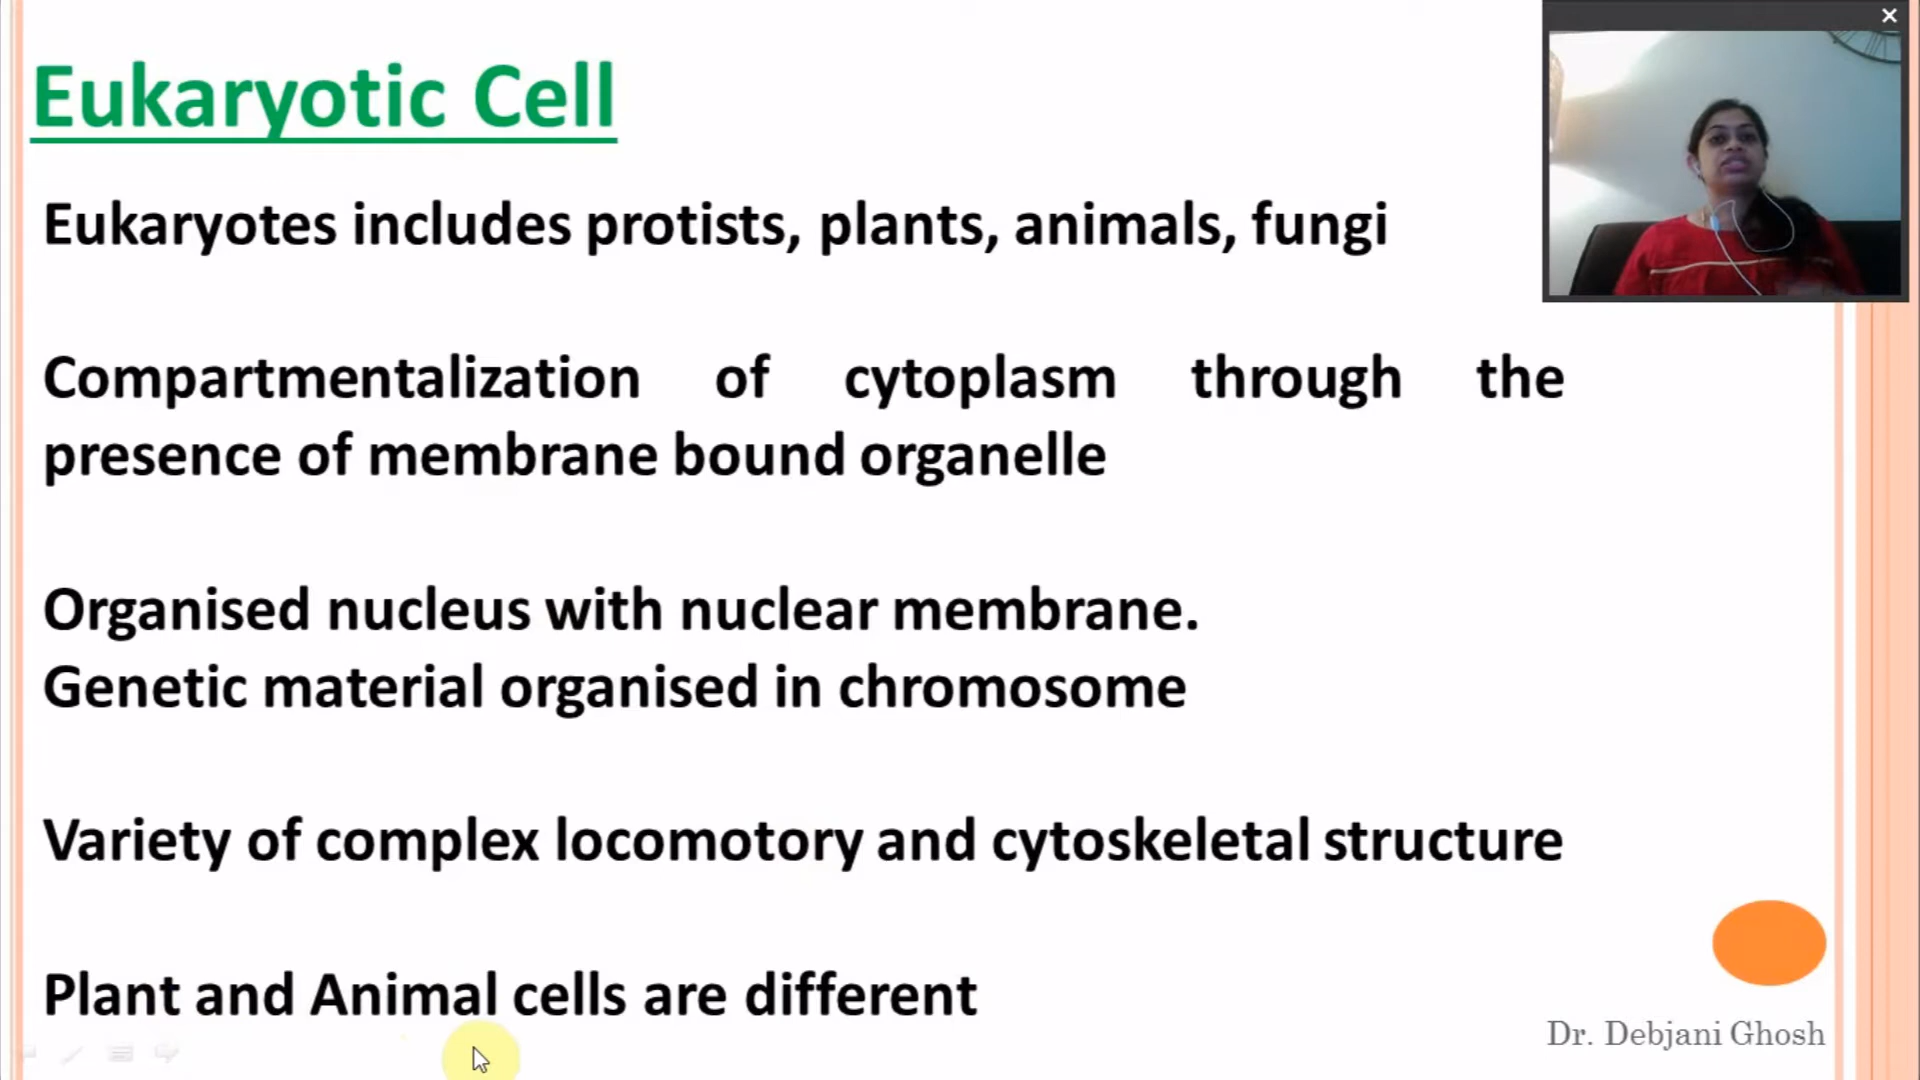 Eukaryotic Cell
Eukaryotes includes protists, plants, animals, fungi
Compartmentalization of cytoplasm through the
presence of membrane bound organelle
Organised nucleus with nuclear membrane.
Genetic material organised in chromosome
Variety of complex locomotory and cytoskeletal structure
Plant and Animal cells are different
Dr. Debjani Ghosh